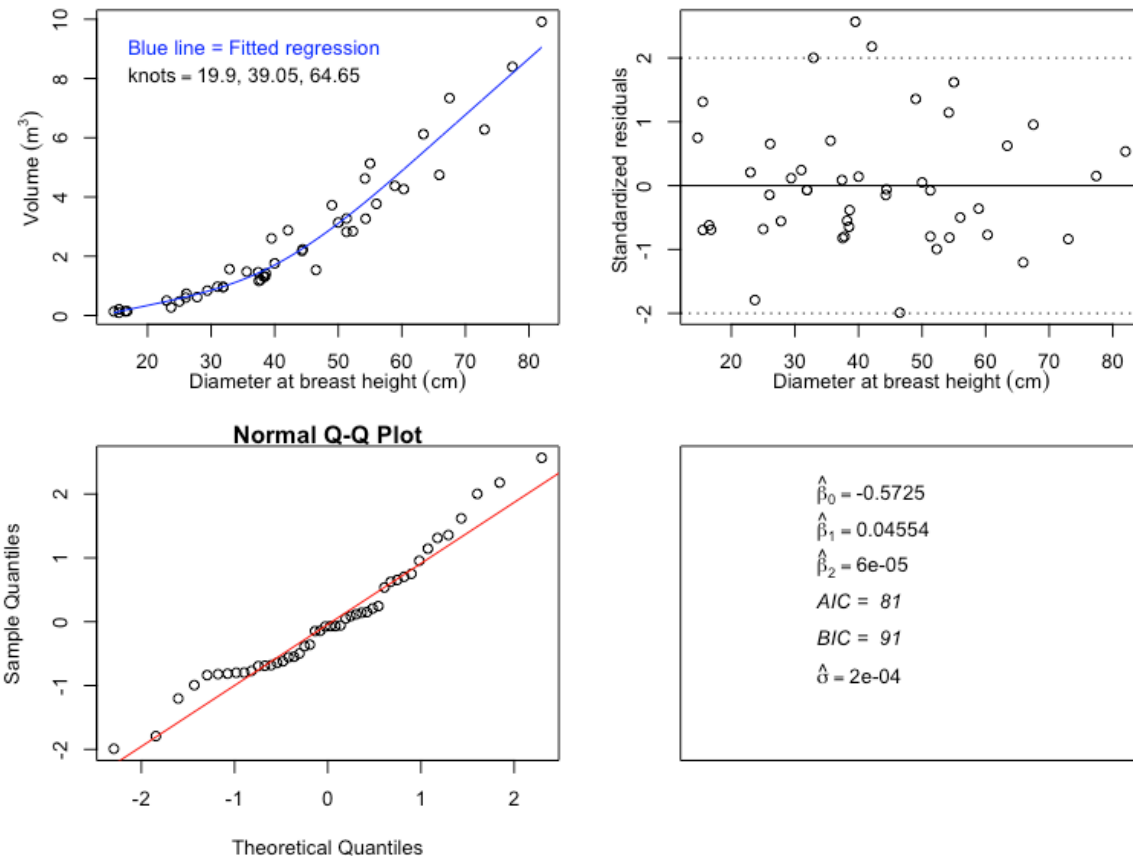 Blue line = Fitted regression
knots = 19.9, 39.05, 64.65
Volume (m³)
0 2 4 6 8 10
20 30 40 50 60 70 80
Diameter at breast height (cm)
Standardized residuals
-2 -1 0 1 2
20 30 40 50 60 70 80
Diameter at breast height (cm)
Normal Q-Q Plot
Sample Quantiles
-2 -1 0 1 2
-2 -1 0 1 2
Theoretical Quantiles
β̂₀ = -0.5725
β̂₁ = 0.04554
β̂₂ = 6e-05
AIC = 81
BIC = 91
σ̂ = 2e-04